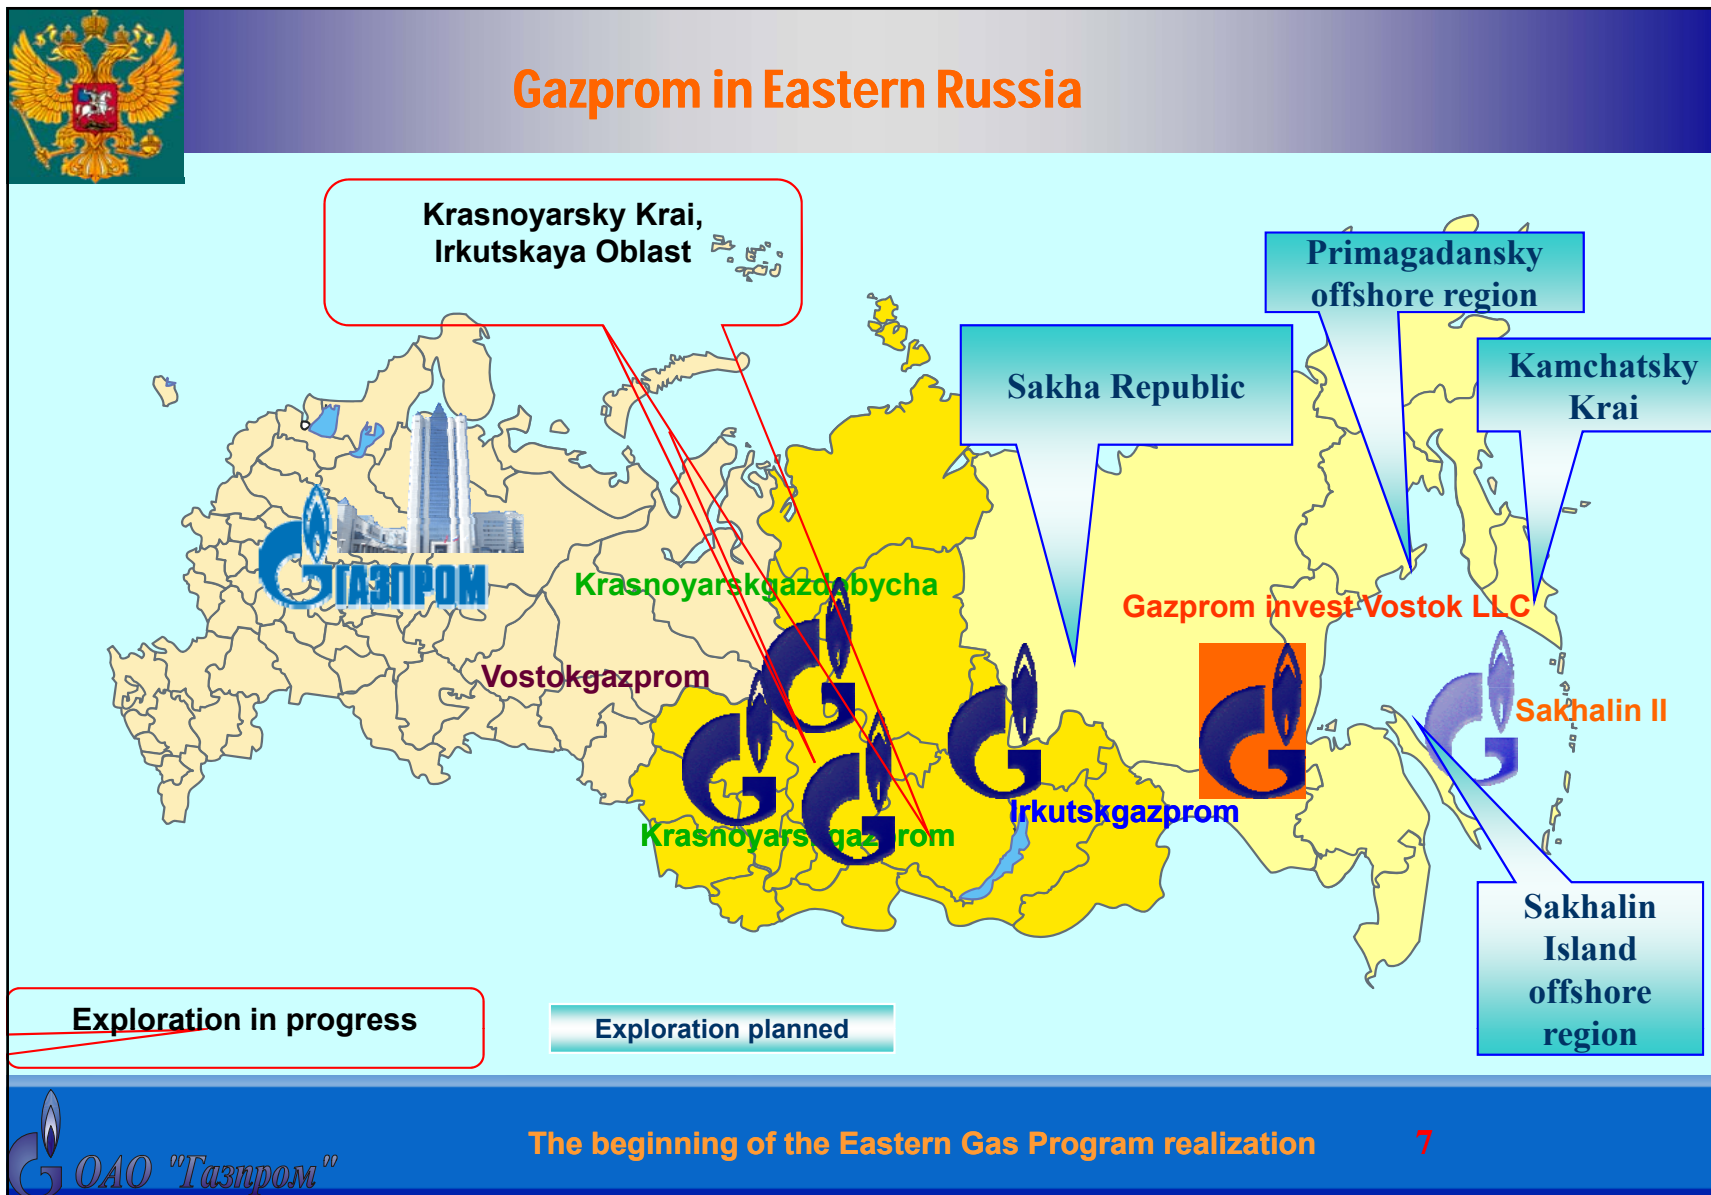 Gazprom in Eastern Russia
Krasnoyarsky Krai,
Irkutskaya Oblast
Primagadansky
offshore region
Sakha Republic
Kamchatsky
Krai
ГАЗПРОМ
Krasnoyarskgazdobycha
Gazprom invest Vostok LLC
Vostokgazprom
Sakhalin II
Irkutskgazprom
Krasnoyarskgazprom
Sakhalin
Island
offshore
region
Exploration in progress
Exploration planned
The beginning of the Eastern Gas Program realization
7
ОАО "Газпром"